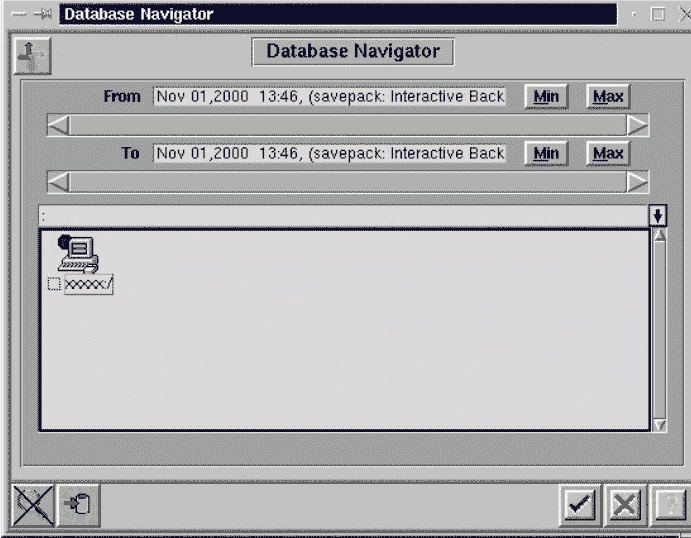 Database Navigator
Database Navigator
From Nov 01,2000 13:46, (savepack: Interactive Back Min Max
To Nov 01,2000 13:46, (savepack: Interactive Back Min Max
:
xxxxx:/
?